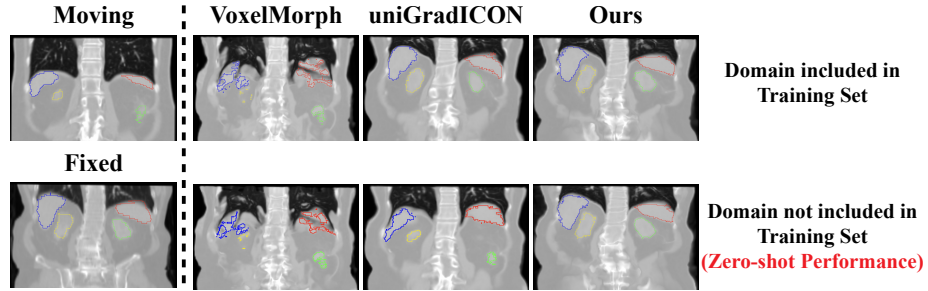 Moving
VoxelMorph
uniGradICON
Ours
Domain included in
Training Set
Fixed
Domain not included in
Training Set
(Zero-shot Performance)